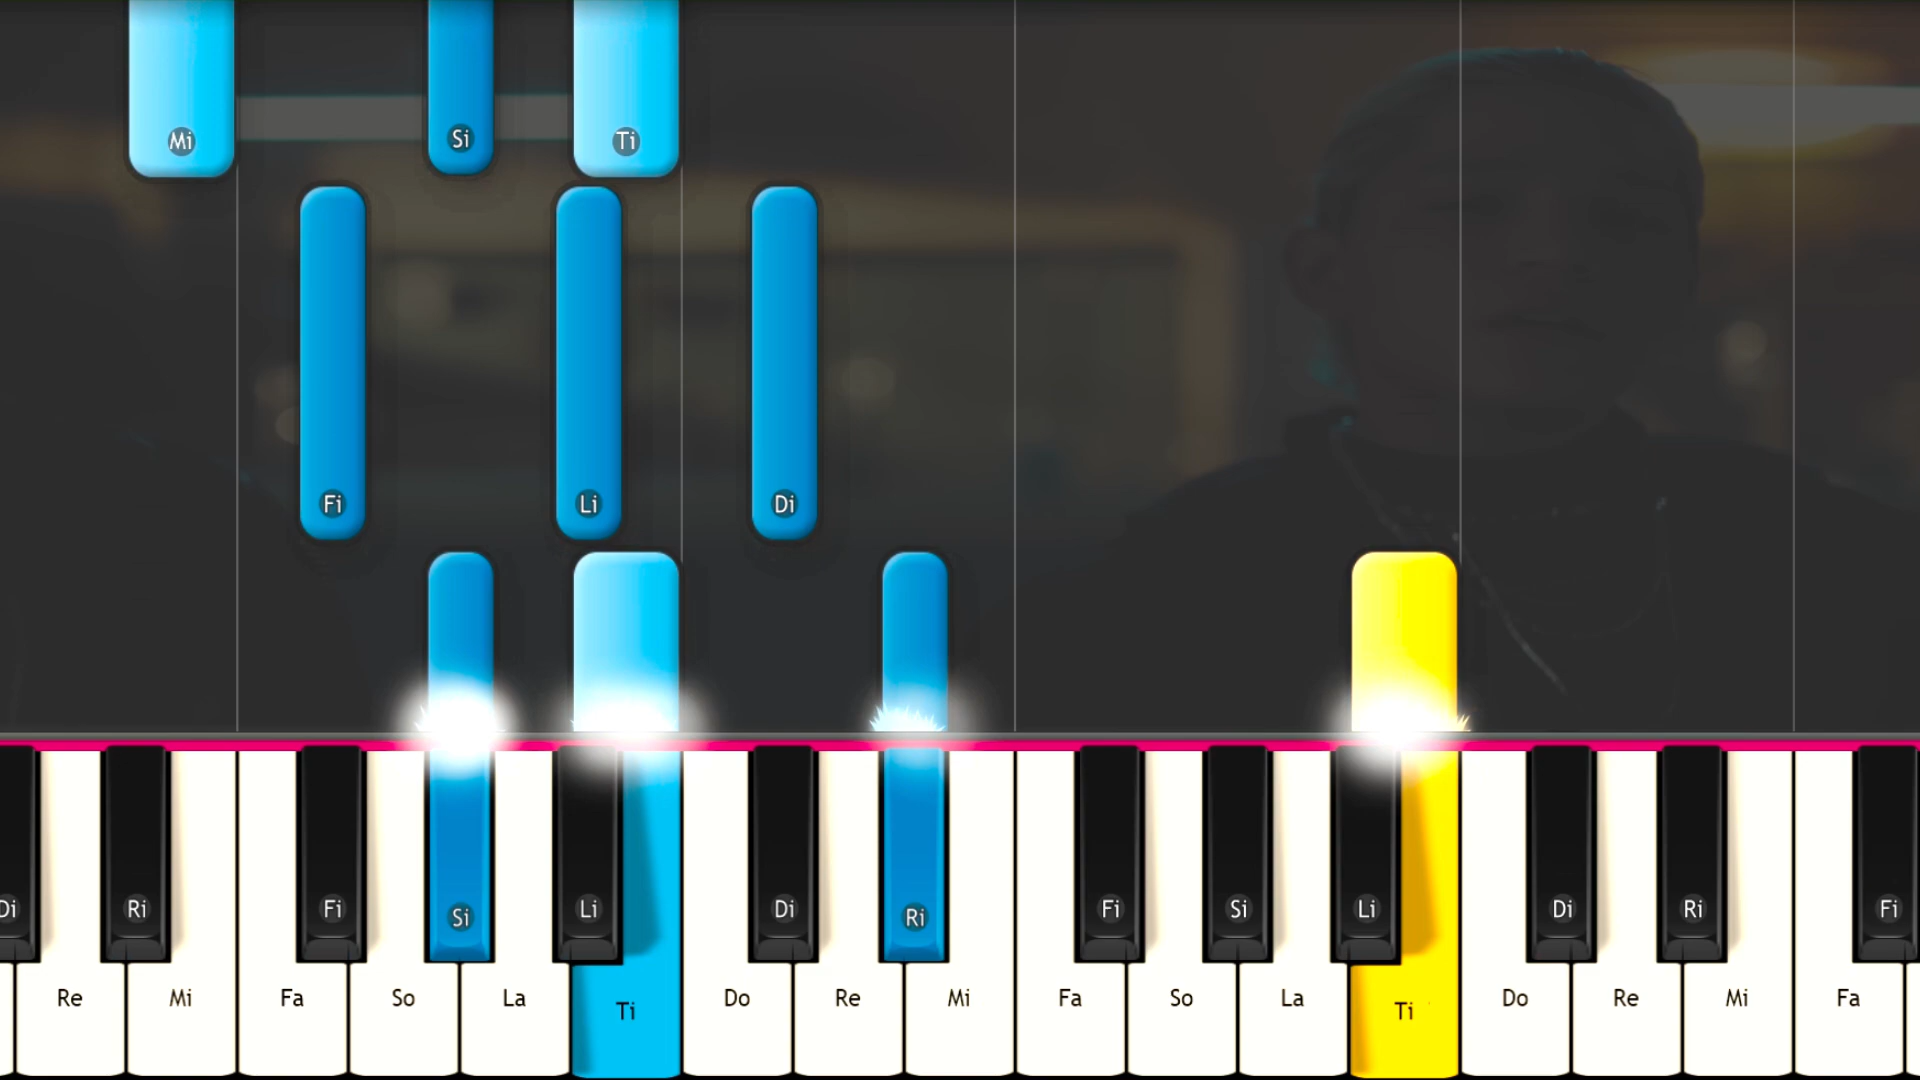 Mi Si Ti
Fi Li Di
Di Ri Fi Si Li Di Ri Fi Si Li Di Ri Fi
Re Mi Fa So La Ti Do Re Mi Fa So La Ti Do Re Mi Fa